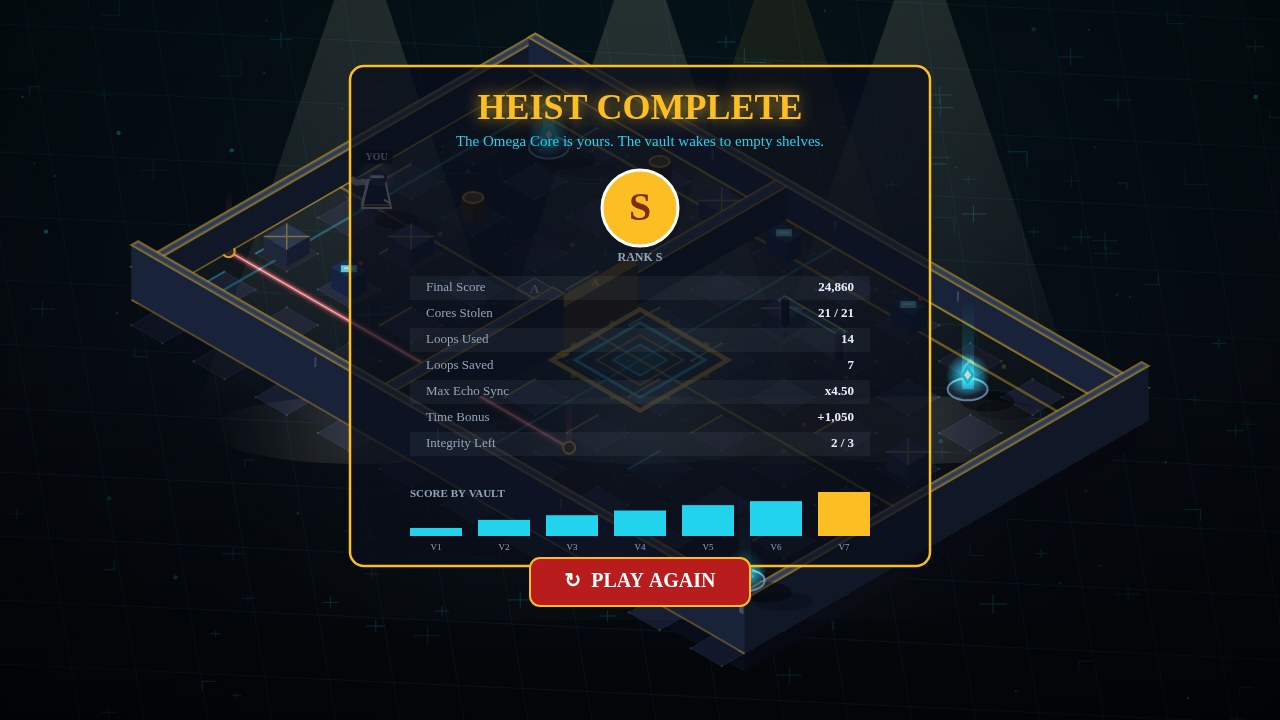 HEIST COMPLETE
The Omega Core is yours. The vault wakes to empty shelves.
YOU
S
RANK S
Final Score 24,860
A A
Cores Stolen 21 / 21
Loops Used 14
Loops Saved 7
Max Echo Sync x4.50
Time Bonus +1,050
Integrity Left 2 / 3
SCORE BY VAULT
V1 V2 V3 V4 V5 V6 V7
↻ PLAY AGAIN